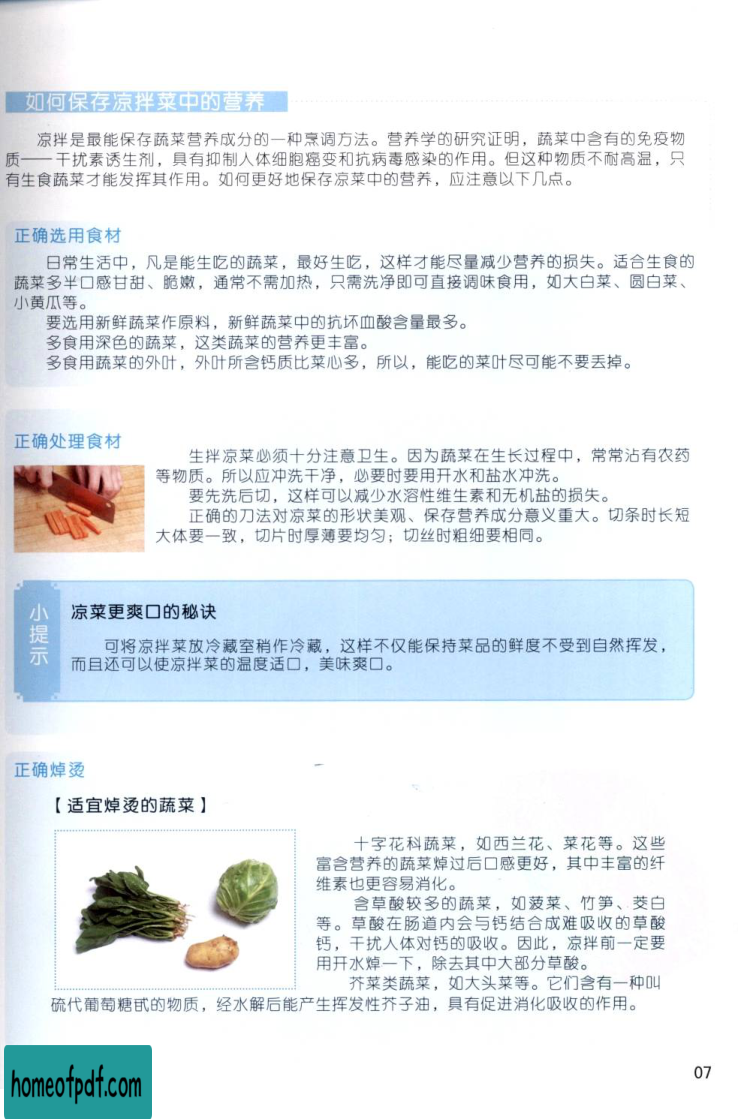 如何保存凉拌菜中的营养
凉拌是最能保存蔬菜营养成分的一种烹调方法。营养学的研究证明，蔬菜中含有的免疫物
质——干扰素诱生剂，具有抑制人体细胞癌变和抗病毒感染的作用。但这种物质不耐高温，只
有生食蔬菜才能发挥其作用。如何更好地保存凉菜中的营养，应注意以下几点。
正确选用食材
日常生活中，凡是能生吃的蔬菜，最好生吃，这样才能尽量减少营养的损失。适合生食的
蔬菜多半口感甘甜、脆嫩，通常不需加热，只需洗净即可直接调味食用，如大白菜、圆白菜、
小黄瓜等。
要选用新鲜蔬菜作原料，新鲜蔬菜中的抗坏血酸含量最多。
多食用深色的蔬菜，这类蔬菜的营养更丰富。
多食用蔬菜的外叶，外叶所含钙质比菜心多，所以，能吃的菜叶尽可能不要丢掉。
正确处理食材
生拌凉菜必须十分注意卫生。因为蔬菜在生长过程中，常常沾有农药
等物质。所以应冲洗干净，必要时要用开水和盐水冲洗。
要先洗后切，这样可以减少水溶性维生素和无机盐的损失。
正确的刀法对凉菜的形状美观、保存营养成分意义重大。切条时长短
大体要一致，切片时厚薄要均匀；切丝时粗细要相同。
小提示
凉菜更爽口的秘诀
可将凉拌菜放冷藏室稍作冷藏，这样不仅能保持菜品的鲜度不受到自然挥发，
而且还可以使凉拌菜的温度适口，美味爽口。
正确焯烫
【适宜焯烫的蔬菜】
十字花科蔬菜，如西兰花、菜花等。这些
富含营养的蔬菜焯过后口感更好，其中丰富的纤
维素也更容易消化。
含草酸较多的蔬菜，如菠菜、竹笋、茭白
等。草酸在肠道内会与钙结合成难吸收的草酸
钙，干扰人体对钙的吸收。因此，凉拌前一定要
用开水焯一下，除去其中大部分草酸。
芥菜类蔬菜，如大头菜等。它们含有一种叫
硫代葡萄糖甙的物质，经水解后能产生挥发性芥子油，具有促进消化吸收的作用。
07
homeofpdf.com